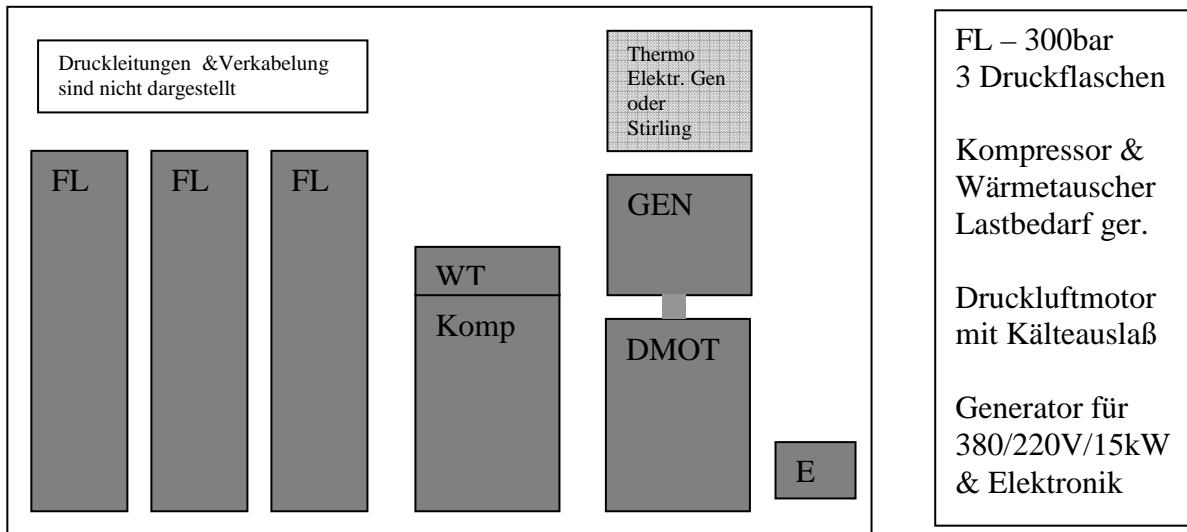 Druckleitungen &Verkabelung
sind nicht dargestellt
Thermo
Elektr. Gen
oder
Stirling
FL
FL
FL
GEN
WT
Komp
DMOT
E
FL – 300bar
3 Druckflaschen
Kompressor &
Wärmetauscher
Lastbedarf ger.
Druckluftmotor
mit Kälteauslaß
Generator für
380/220V/15kW
& Elektronik